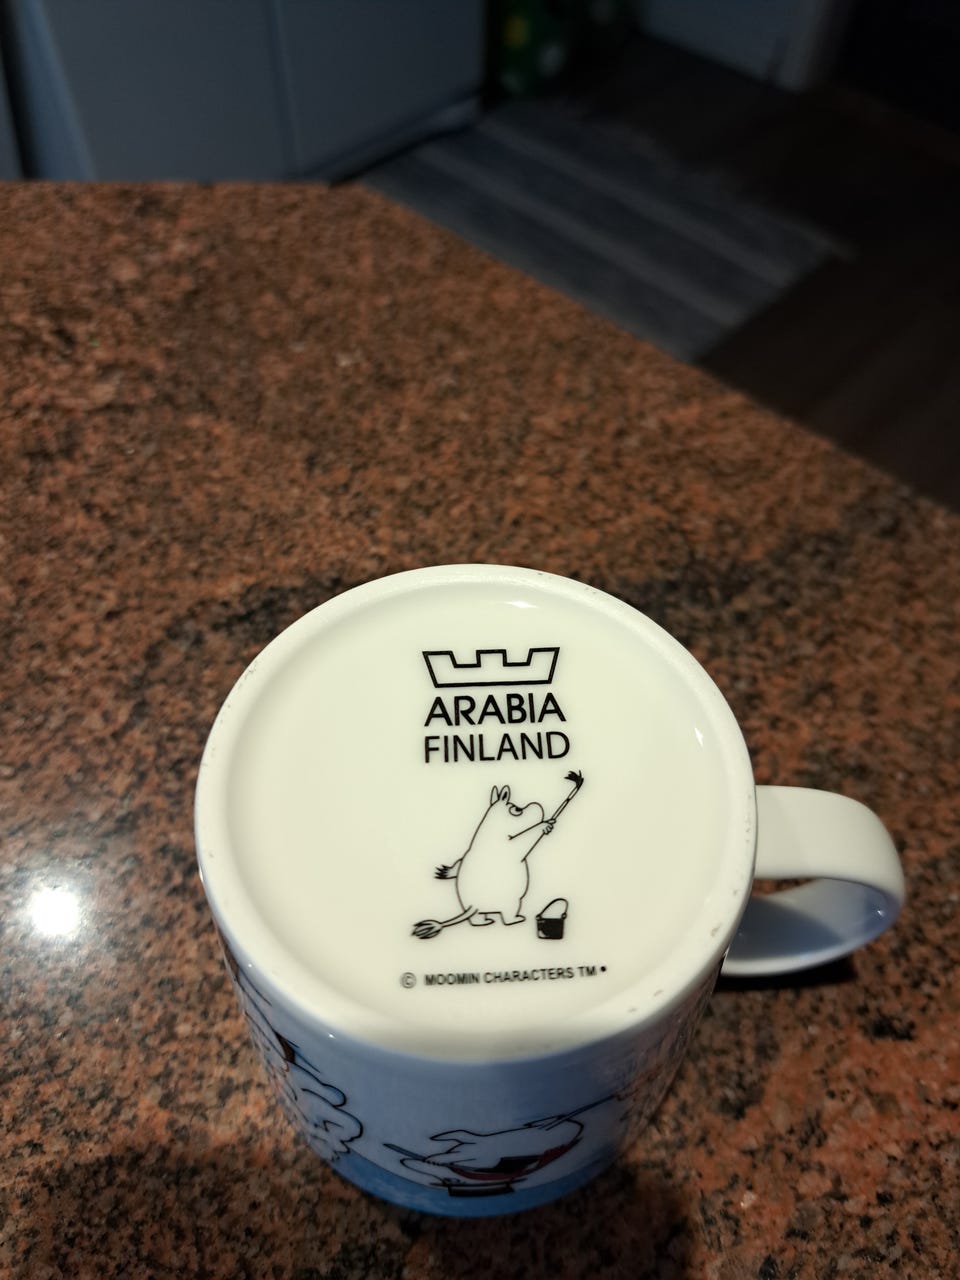 ARABIA
FINLAND
© MOOMIN CHARACTERS TM •